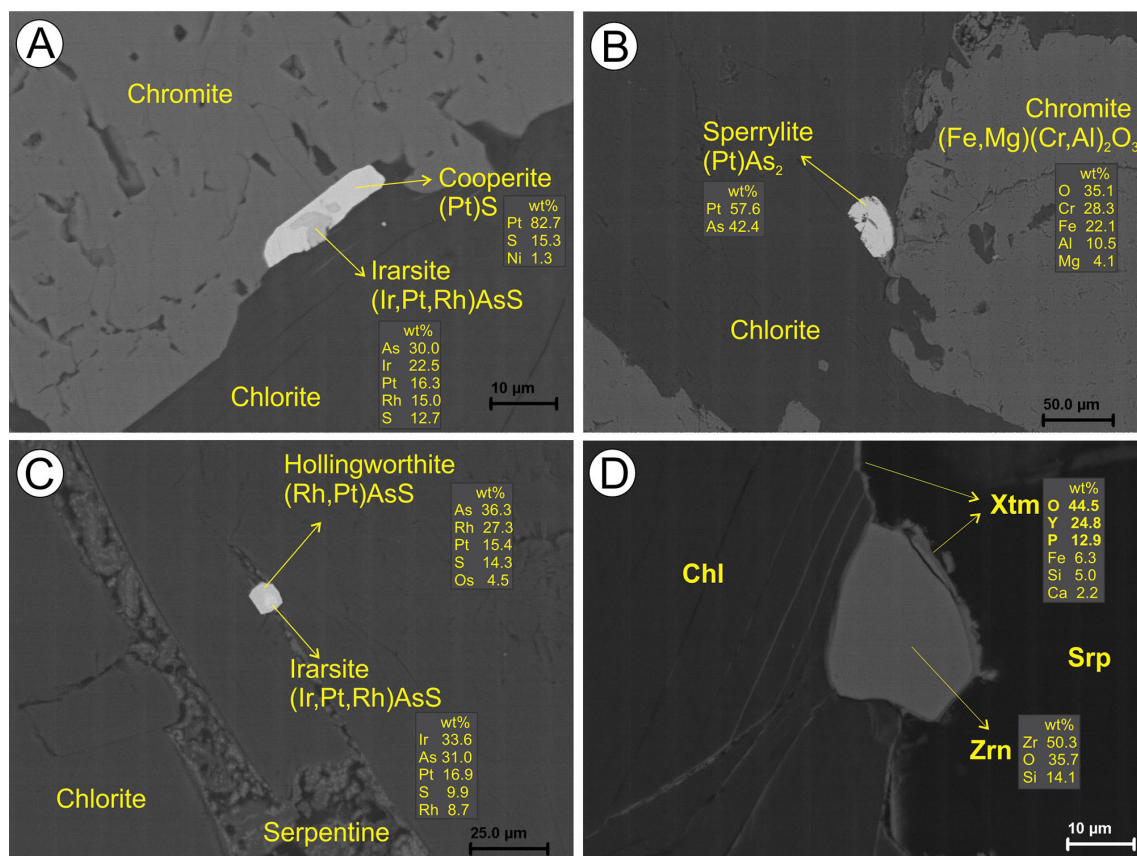 A
Chromite
Cooperite
(Pt)S
wt%
Pt 82.7
S 15.3
Ni 1.3
Irarsite
(Ir,Pt,Rh)AsS
wt%
As 30.0
Ir 22.5
Pt 16.3
Rh 15.0
S 12.7
Chlorite
10 µm
B
Sperrylite
(Pt)As₂
wt%
Pt 57.6
As 42.4
Chromite
(Fe,Mg)(Cr,Al)₂O₃
wt%
O 35.1
Cr 28.3
Fe 22.1
Al 10.5
Mg 4.1
Chlorite
50.0 µm
C
Hollingworthite
(Rh,Pt)AsS
wt%
As 36.3
Rh 27.3
Pt 15.4
S 14.3
Os 4.5
Irarsite
(Ir,Pt,Rh)AsS
wt%
Ir 33.6
As 31.0
Pt 16.9
S 9.9
Rh 8.7
Chlorite
Serpentine
25.0 µm
D
Xtm
wt%
O 44.5
Y 24.8
P 12.9
Fe 6.3
Si 5.0
Ca 2.2
Chl
Srp
Zrn
wt%
Zr 50.3
O 35.7
Si 14.1
10 µm